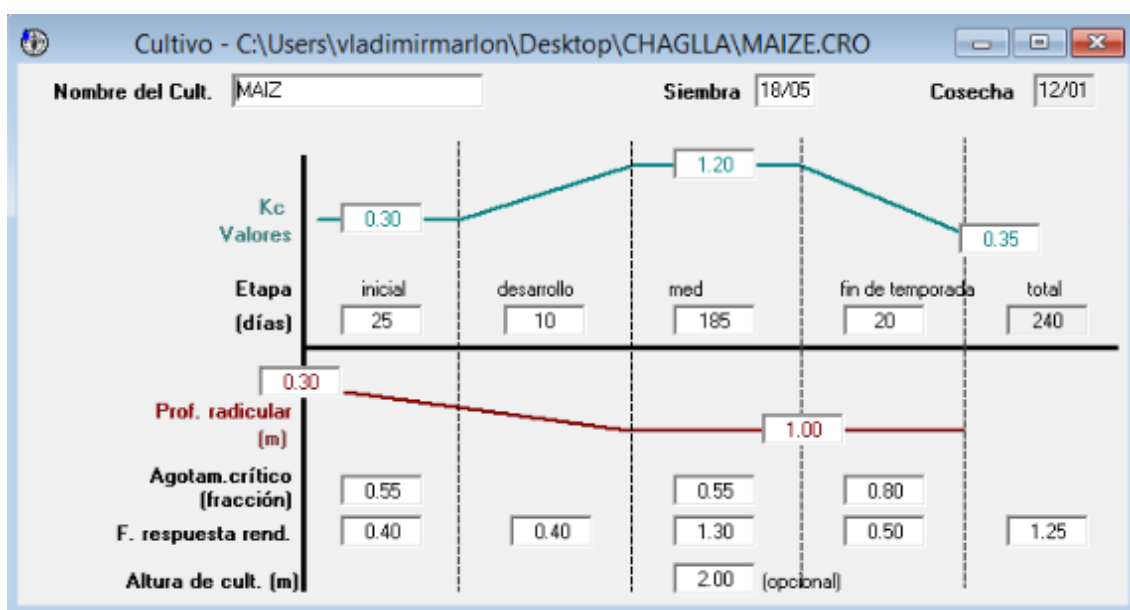 Cultivo - C:\Users\vladimirmarlon\Desktop\CHAGLLA\MAIZE.CRO
Nombre del Cult. MAIZ Siembra 18/05 Cosecha 12/01
1.20
Kc 0.30
Valores 0.35
Etapa inicial desarrollo med fin de temporada total
(días) 25 10 185 20 240
0.30
Prof. radicular
(m) 1.00
Agotam.crítico
(fracción) 0.55 0.55 0.80
F. respuesta rend. 0.40 0.40 1.30 0.50 1.25
Altura de cult. (m) 2.00 (opcional)